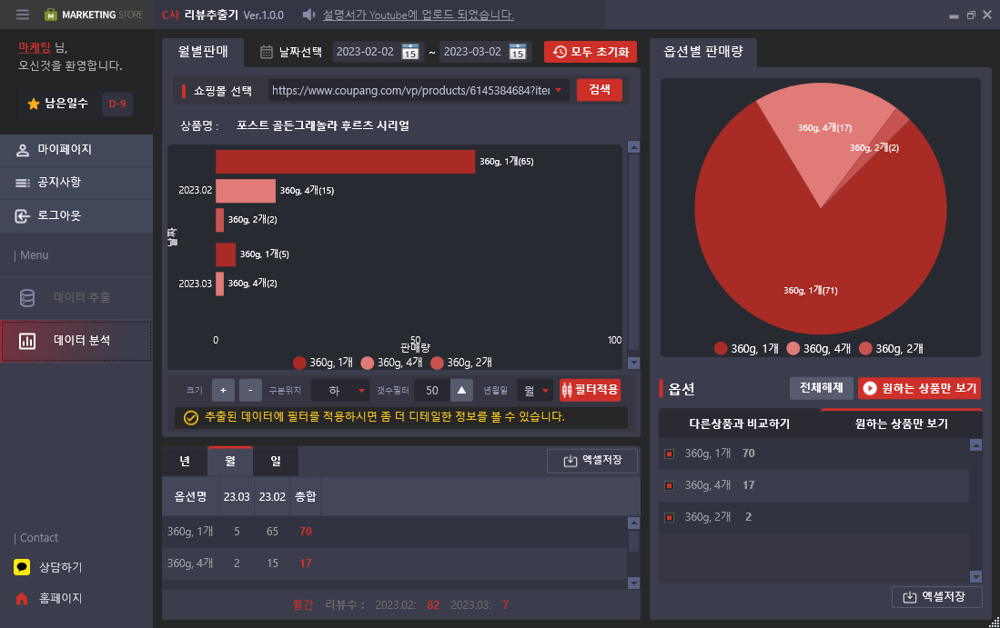 MARKETING STORE
C사 리뷰추출기 Ver.1.0.0
설명서가 Youtube에 업로드 되었습니다.
마케팅 님,
오신것을 환영합니다.
남은일수 D-9
마이페이지
공지사항
로그아웃
| Menu
데이터 추출
데이터 분석
| Contact
상담하기
홈페이지
월별판매
날짜선택 2023-02-02 15 ~ 2023-03-02 15 모두 초기화
쇼핑몰 선택 https://www.coupang.com/vp/products/6145384684?iter 검색
상품명 : 포스트 골든그래놀라 후르츠 시리얼
360g, 1개(65)
2023.02 360g, 4개(15)
360g, 2개(2)
날짜
360g, 1개(5)
2023.03 360g, 4개(2)
0 50 100
판매량
360g, 1개 360g, 4개 360g, 2개
크기 + - 구분위치 하 갯수필터 50 년월일 월 필터적용
추출된 데이터에 필터를 적용하시면 좀 더 디테일한 정보를 볼 수 있습니다.
년 월 일 엑셀저장
옵션명 23.03 23.02 총합
360g, 1개 5 65 70
360g, 4개 2 15 17
월간 리뷰수 : 2023.02: 82 2023.03: 7
옵션별 판매량
360g, 4개(17)
360g, 2개(2)
360g, 1개(71)
360g, 1개 360g, 4개 360g, 2개
옵션 전체해제 원하는 상품만 보기
다른상품과 비교하기 원하는 상품만 보기
360g, 1개 70
360g, 4개 17
360g, 2개 2
엑셀저장